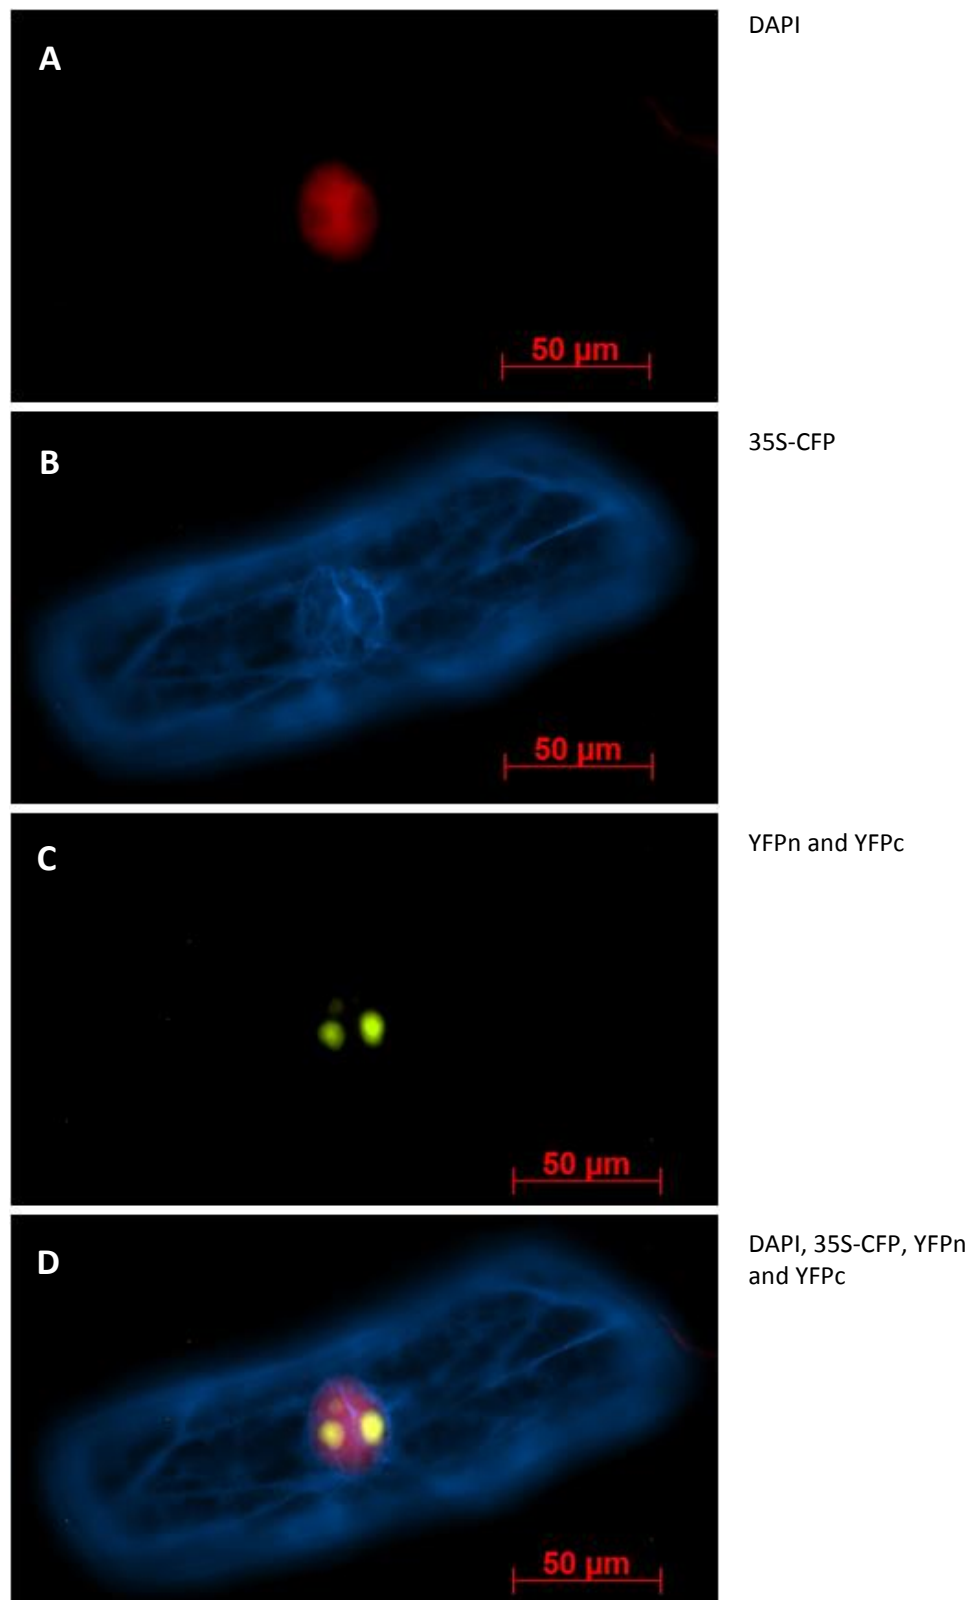 A
DAPI
50 µm
B
35S-CFP
50 µm
C
YFPn and YFPc
50 µm
D
DAPI, 35S-CFP, YFPn
and YFPc
50 µm